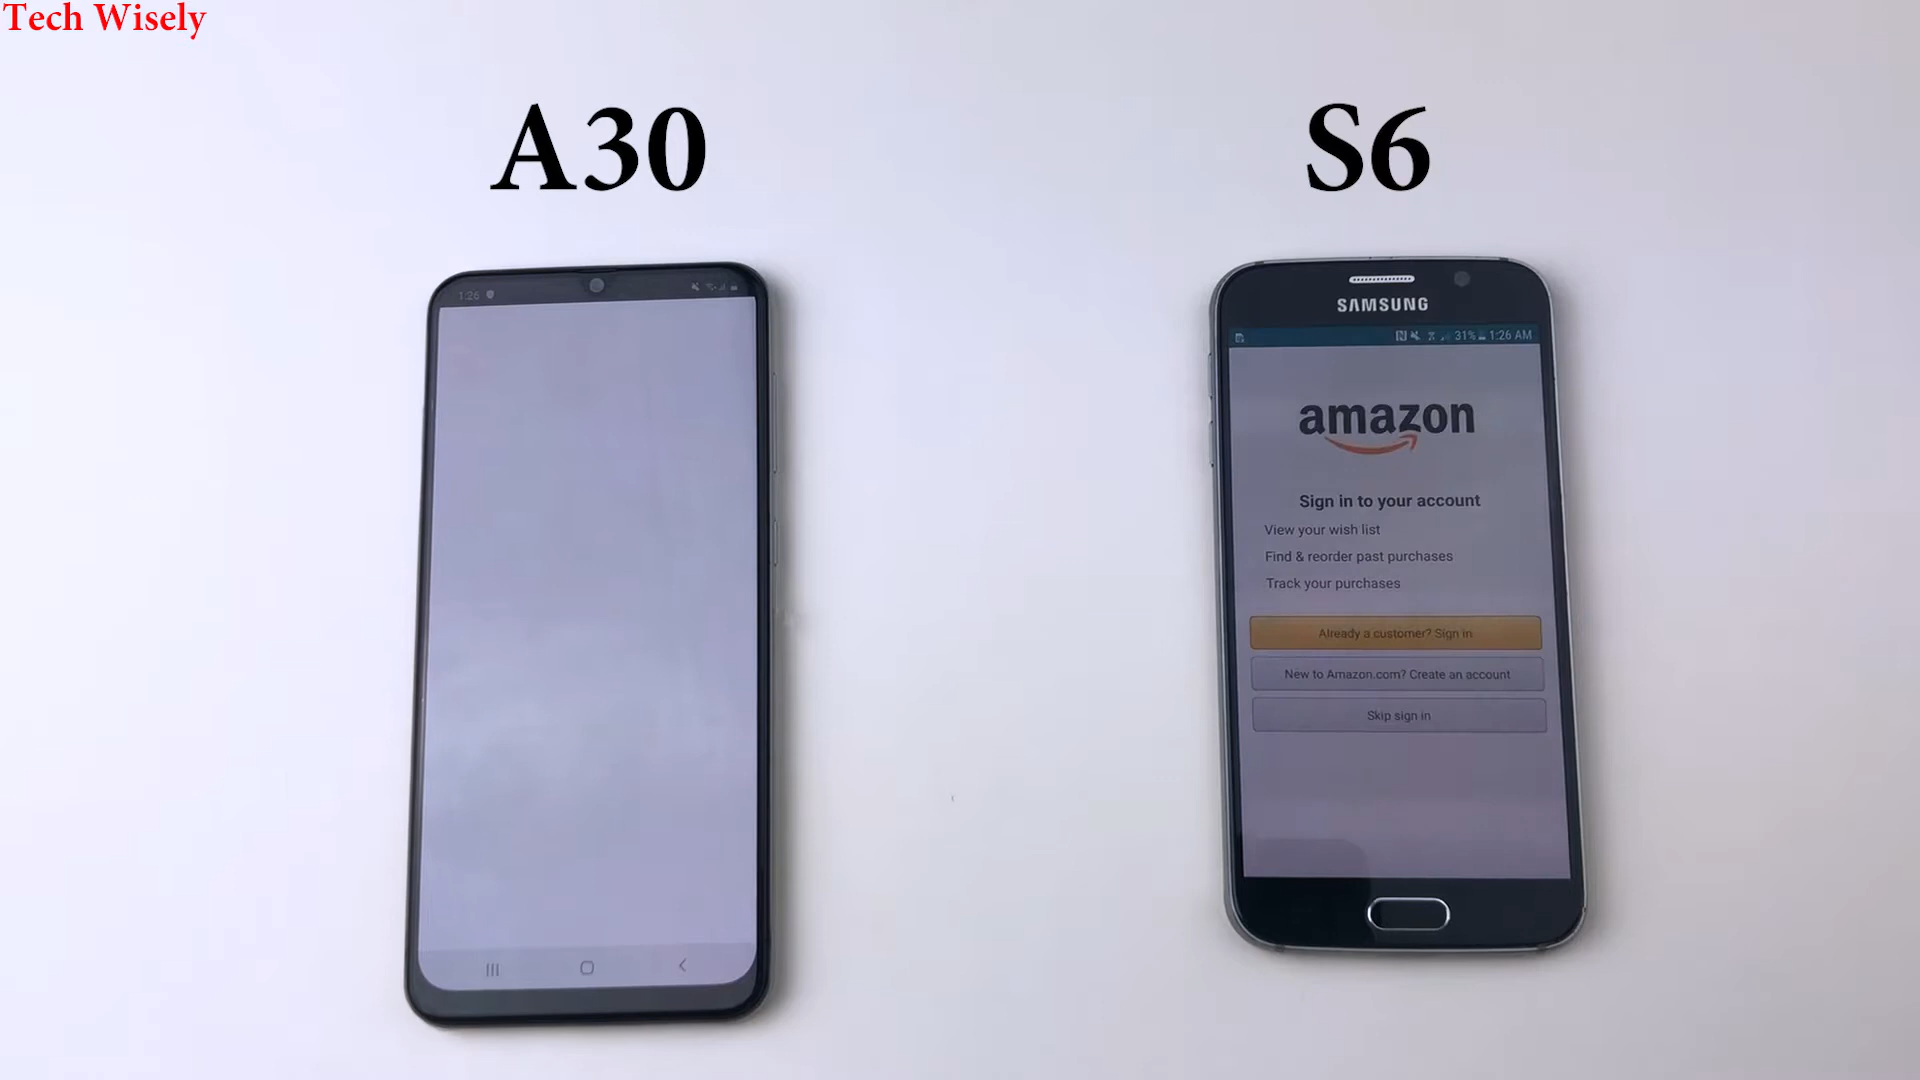 Tech Wisely
A30
S6
1:26
SAMSUNG
31% 1:26 AM
amazon
Sign in to your account
View your wish list
Find & reorder past purchases
Track your purchases
Already a customer? Sign in
New to Amazon.com? Create an account
Skip sign in